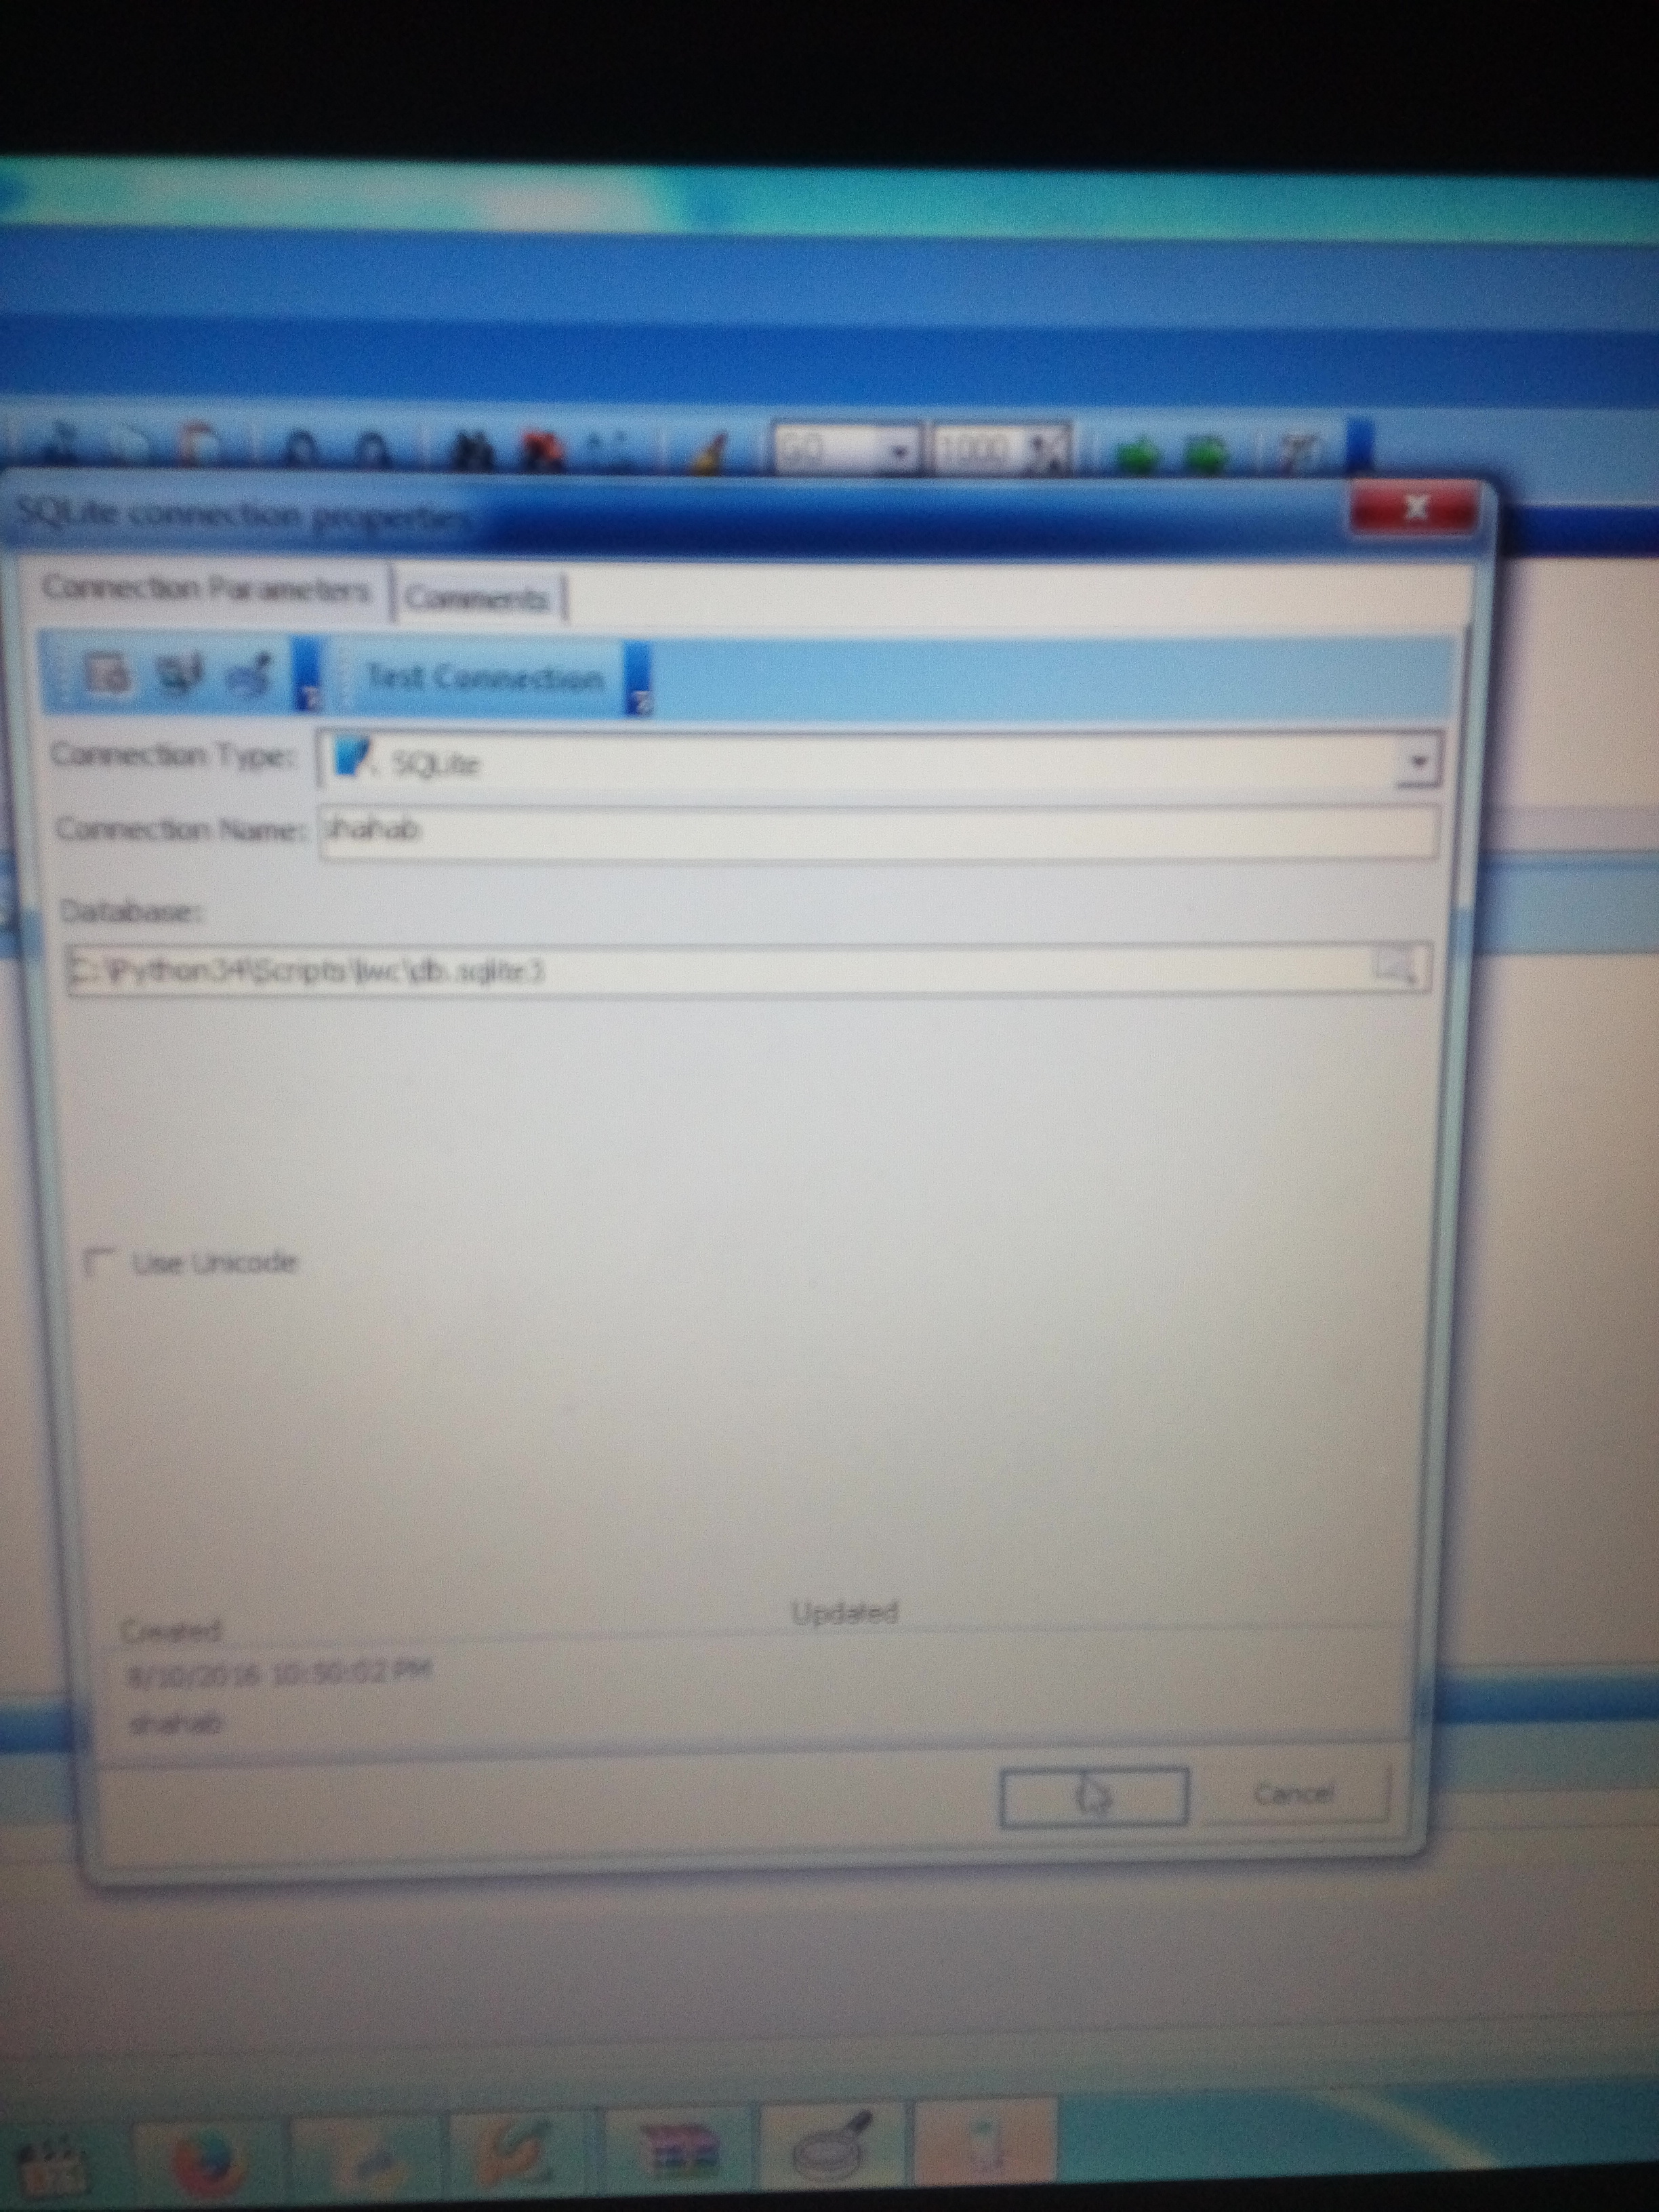 GO 1000
SQLite connection properties
Connection Parameters Comments
Test Connection
Connection Type: SQLite
Connection Name: shahab
Database:
C:\Python34\Scripts\jwc\db.sqlite3
Use Unicode
Created Updated
8/10/2016 10:50:02 PM
shahab
Cancel